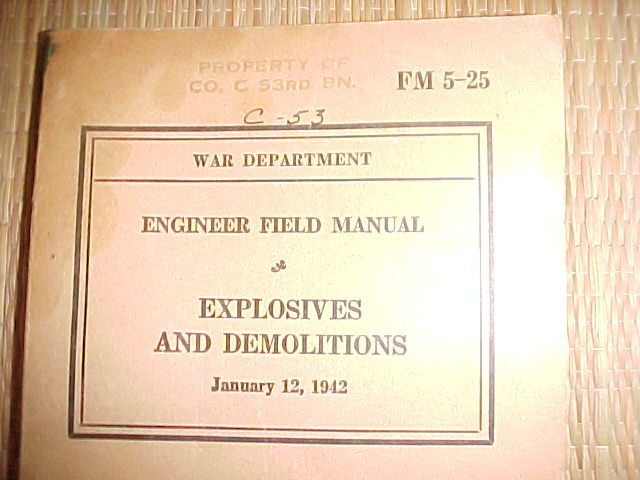 PROPERTY OF
CO. C 53RD BN.
FM 5-25
C-53
WAR DEPARTMENT
ENGINEER FIELD MANUAL
EXPLOSIVES
AND DEMOLITIONS
January 12, 1942